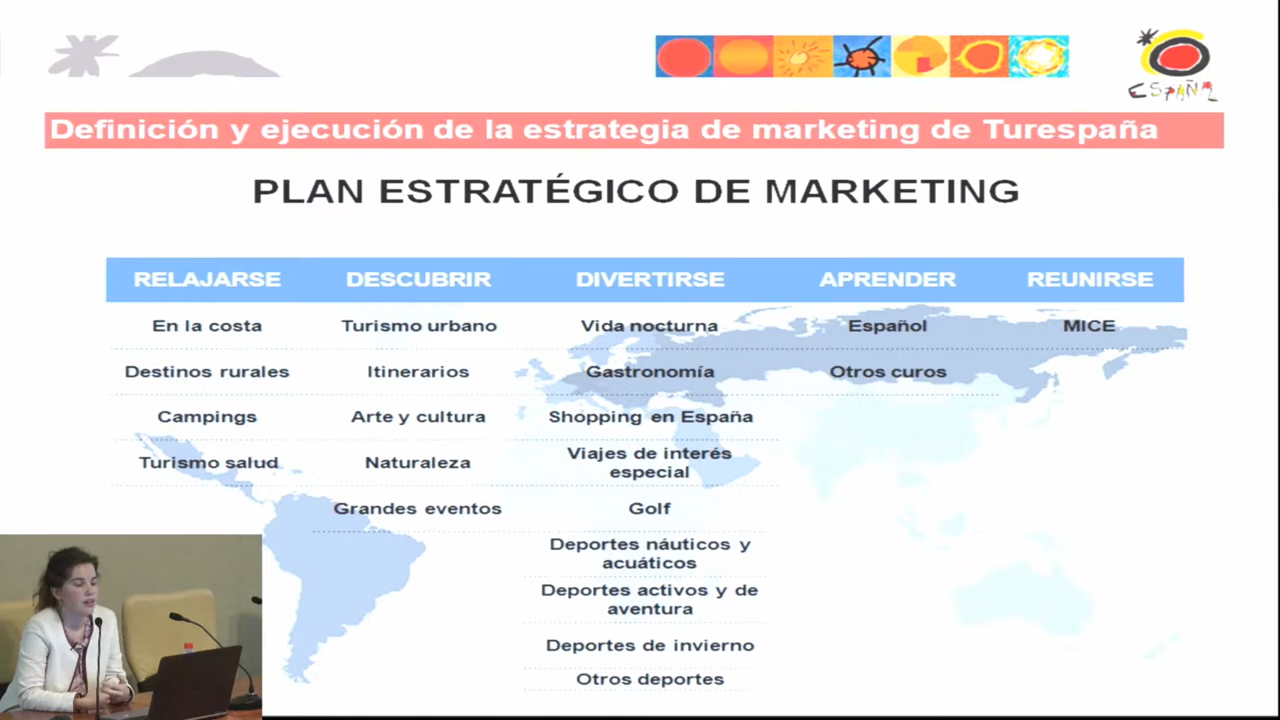 ESPAÑA
Definición y ejecución de la estrategia de marketing de Turespaña
PLAN ESTRATÉGICO DE MARKETING
RELAJARSE DESCUBRIR DIVERTIRSE APRENDER REUNIRSE
En la costa Turismo urbano Vida nocturna Español MICE
Destinos rurales Itinerarios Gastronomía Otros curos
Campings Arte y cultura Shopping en España
Turismo salud Naturaleza Viajes de interés
especial
Grandes eventos Golf
Deportes náuticos y
acuáticos
Deportes activos y de
aventura
Deportes de invierno
Otros deportes